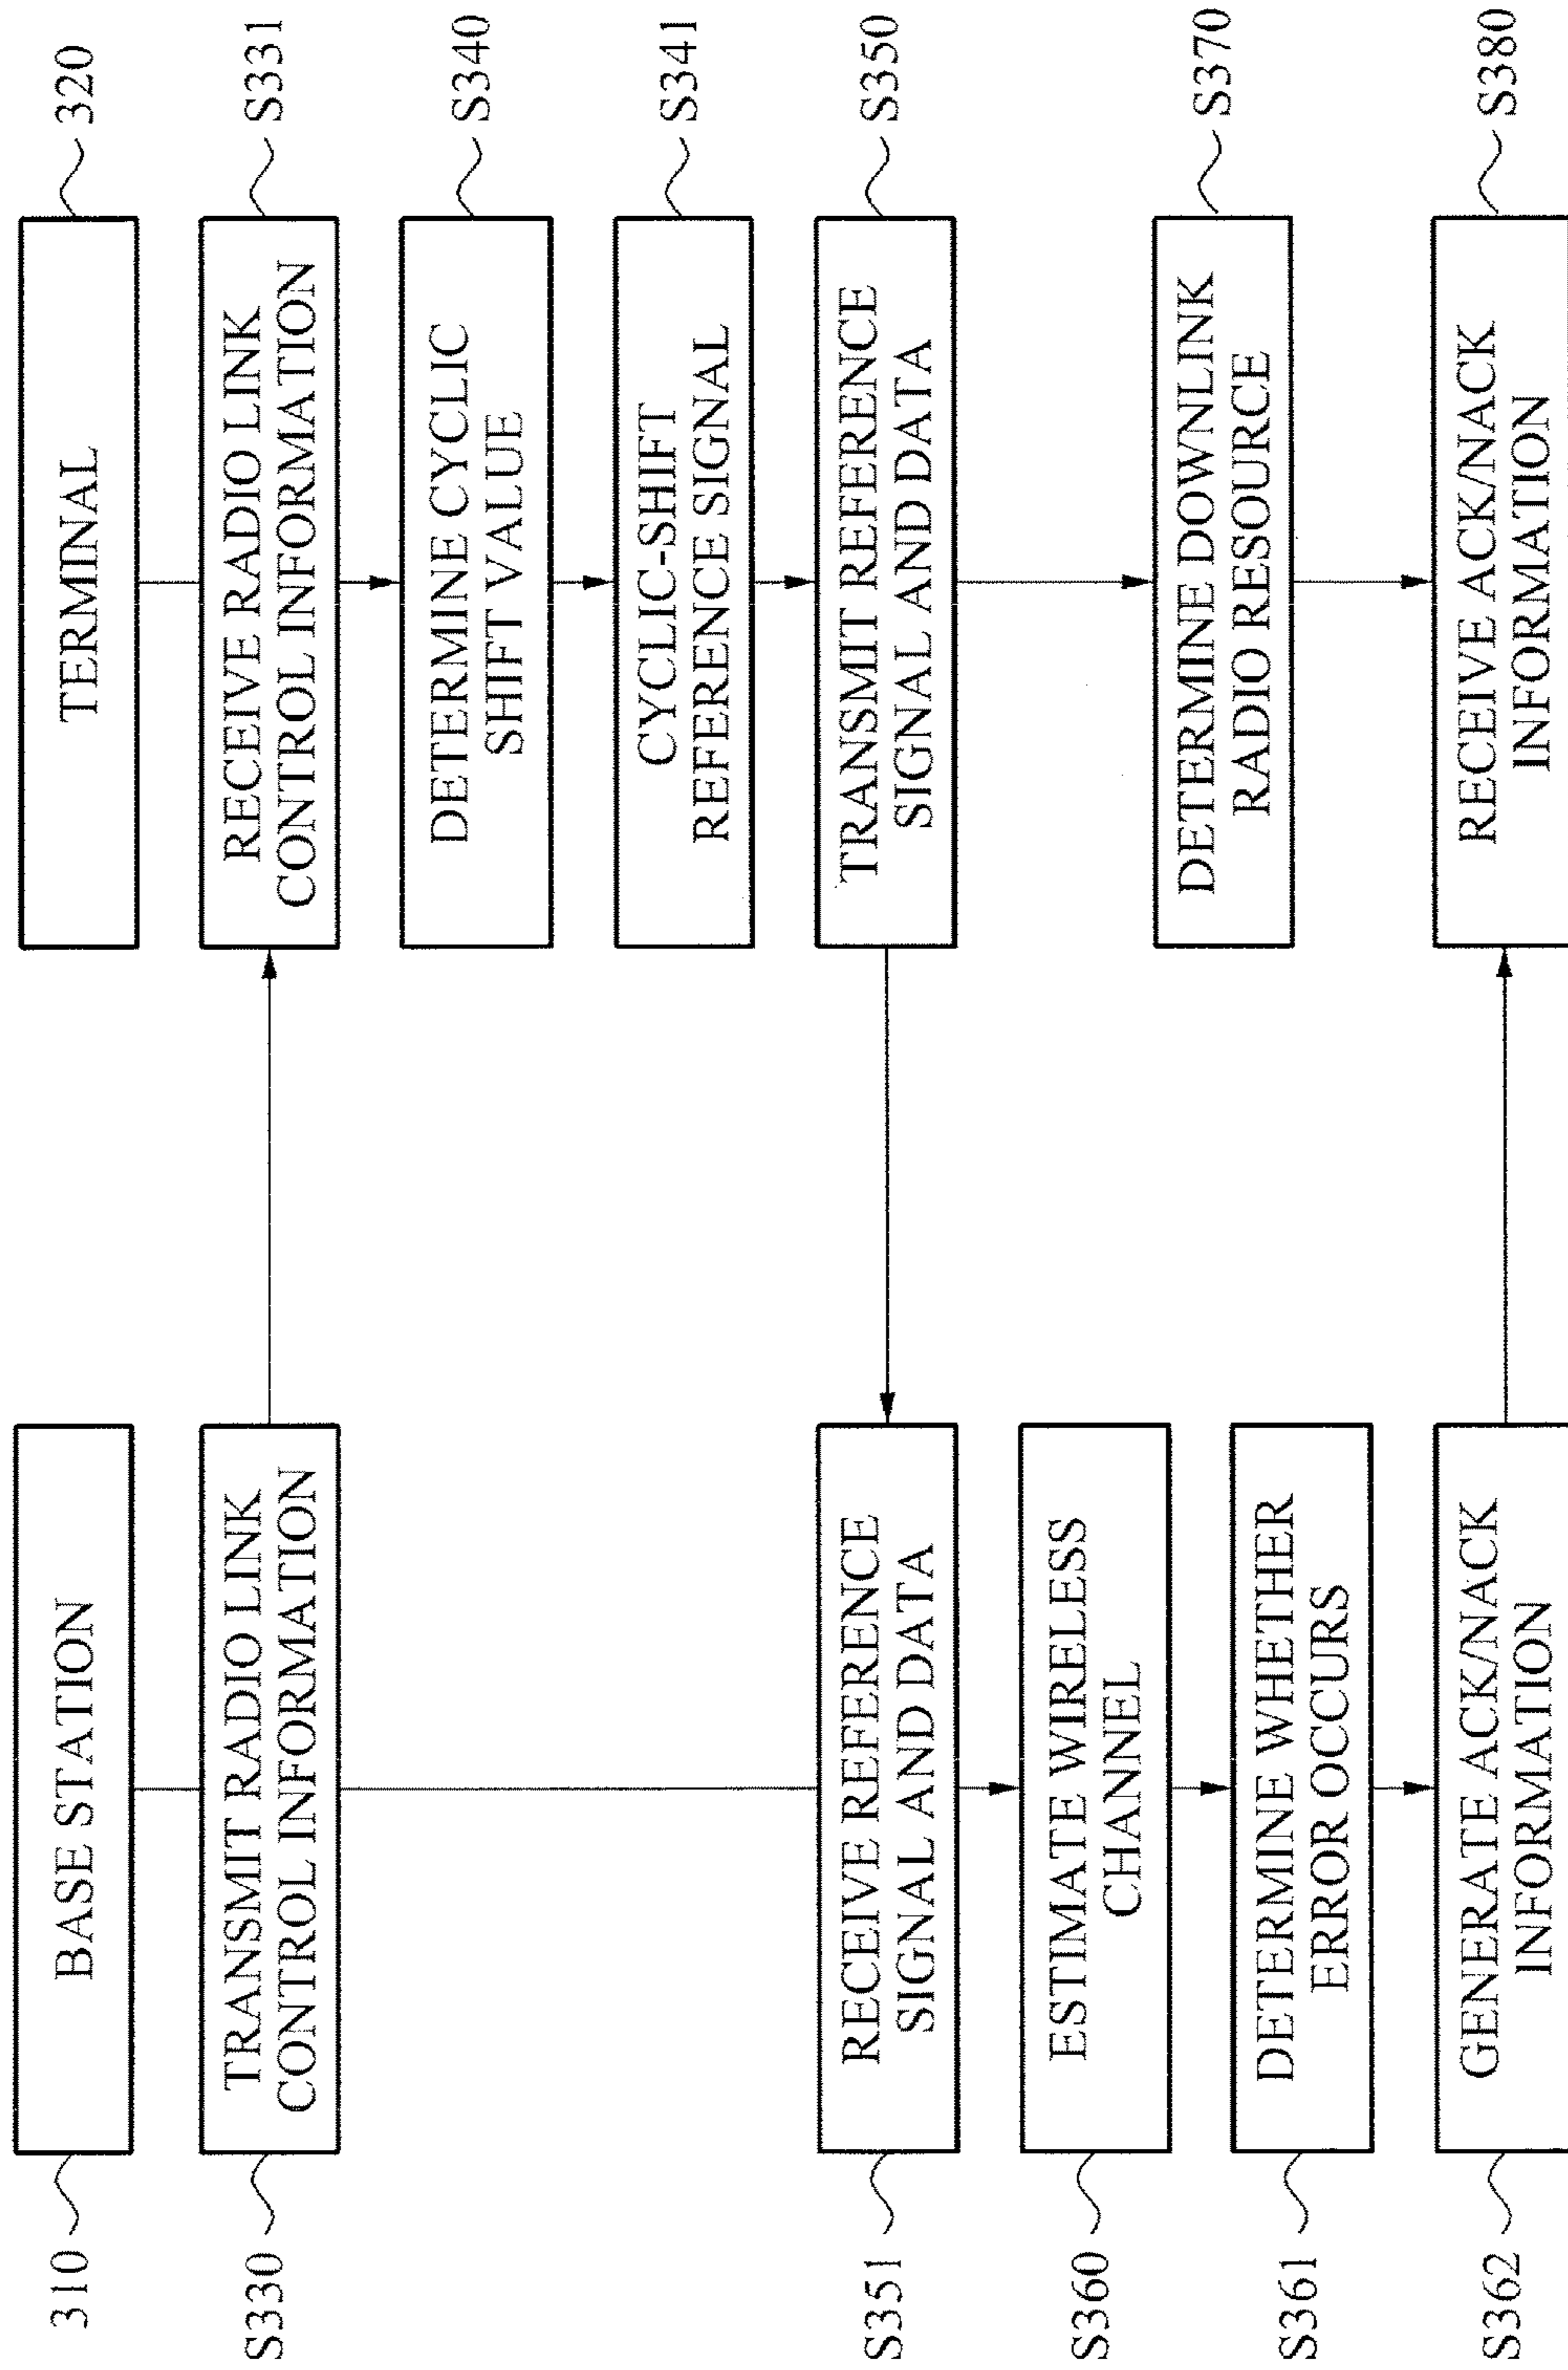 310
BASE STATION
TERMINAL
320
S330
TRANSMIT RADIO LINK
CONTROL INFORMATION
RECEIVE RADIO LINK
CONTROL INFORMATION
S331
DETERMINE CYCLIC
SHIFT VALUE
S340
CYCLIC-SHIFT
REFERENCE SIGNAL
S341
S351
RECEIVE REFERENCE
SIGNAL AND DATA
TRANSMIT REFERENCE
SIGNAL AND DATA
S350
S360
ESTIMATE WIRELESS
CHANNEL
DETERMINE DOWNLINK
RADIO RESOURCE
S370
S361
DETERMINE WHETHER
ERROR OCCURS
S362
GENERATE ACK/NACK
INFORMATION
RECEIVE ACK/NACK
INFORMATION
S380